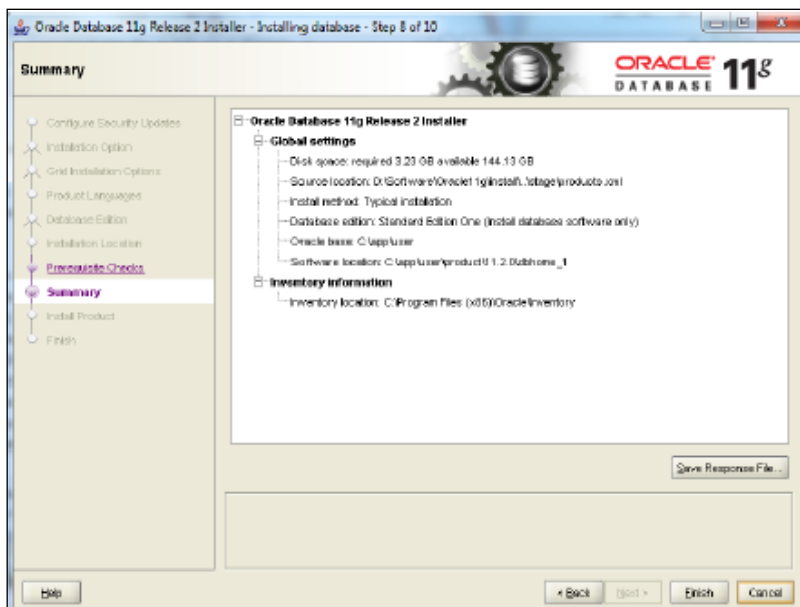 Oracle Database 11g Release 2 Installer - Installing database - Step 8 of 10
Summary
ORACLE
DATABASE 11g
Configure Security Updates
Installation Option
Grid Installation Options
Product Languages
Database Edition
Installation Location
Prerequisite Checks
Summary
Install Product
Finish
Oracle Database 11g Release 2 Installer
Global settings
Disk space: required 3.23 GB available 144.13 GB
Source location: D:\Software\Oracle11g\install\..\stage\products.xml
Install method: Typical installation
Database edition: Standard Edition One (Install database software only)
Oracle base: C:\app\user
Software location: C:\app\user\product\11.2.0\dbhome_1
Inventory information
Inventory location: C:\Program Files (x86)\Oracle\Inventory
Save Response File...
Help
< Back
Next >
Finish
Cancel